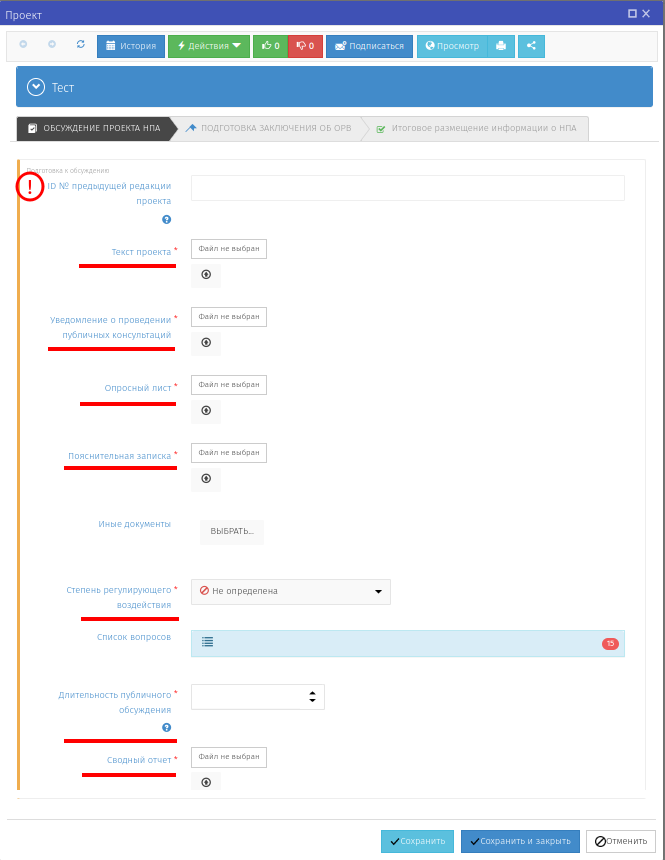 Проект
История
Действия
0
0
Подписаться
Просмотр
Тест
ОБСУЖДЕНИЕ ПРОЕКТА НПА
ПОДГОТОВКА ЗАКЛЮЧЕНИЯ ОБ ОРВ
Итоговое размещение информации о НПА
Подготовка к обсуждению
!
ID № предыдущей редакции
проекта
?
Текст проекта *
Файл не выбран
Уведомление о проведении *
публичных консультаций
Файл не выбран
Опросный лист *
Файл не выбран
Пояснительная записка *
Файл не выбран
Иные документы
ВЫБРАТЬ...
Степень регулирующего *
воздействия
Не определена
Список вопросов
15
Длительность публичного *
обсуждения
?
Сводный отчет *
Файл не выбран
Сохранить
Сохранить и закрыть
Отменить